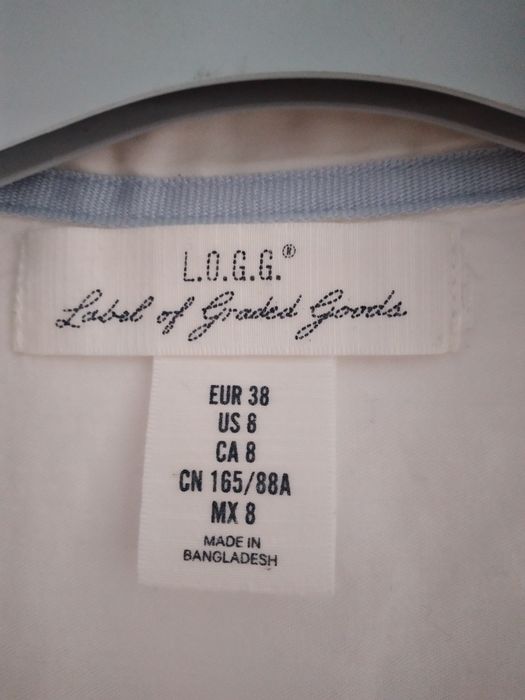 L.O.G.G.®
Label of Graded Goods
EUR 38
US 8
CA 8
CN 165/88A
MX 8
MADE IN
BANGLADESH